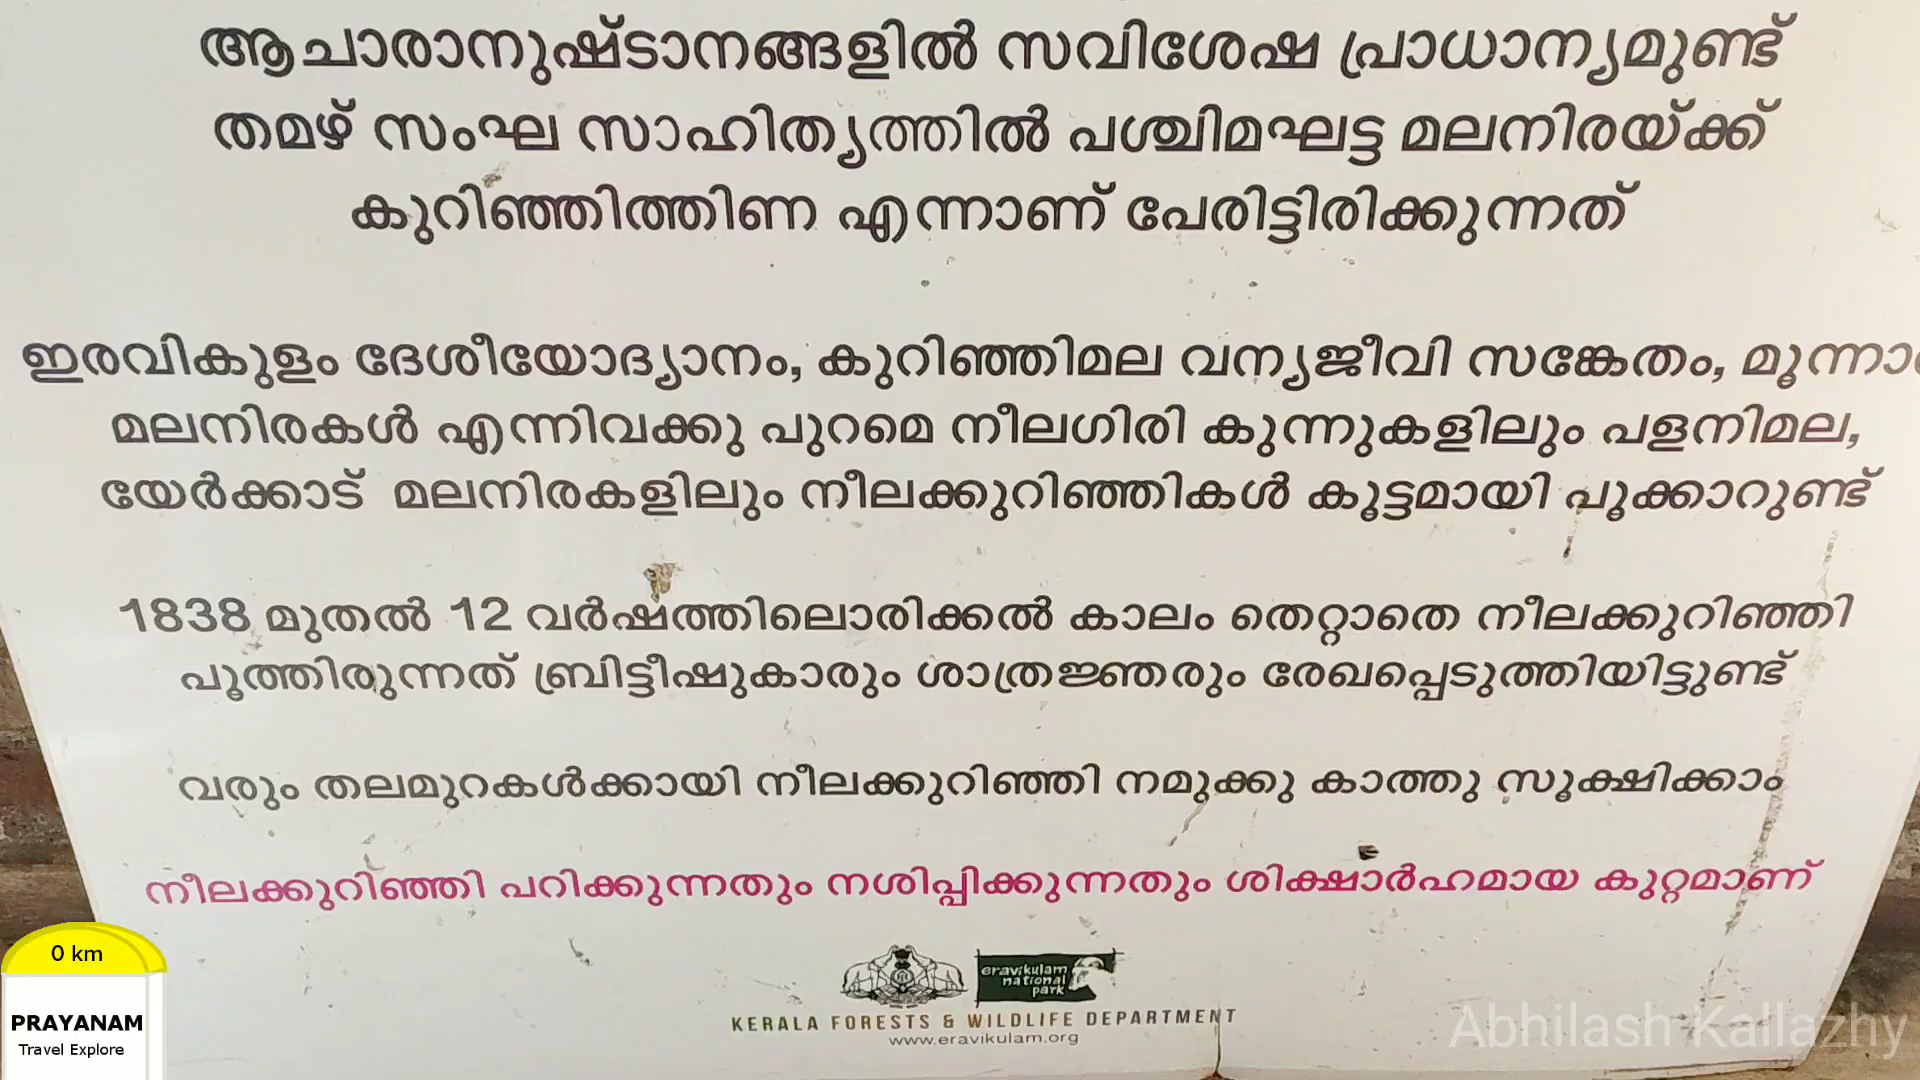 ആചാരാനുഷ്ടാനങ്ങളിൽ സവിശേഷ പ്രാധാന്യമുണ്ട്
തമഴ് സംഘ സാഹിത്യത്തിൽ പശ്ചിമഘട്ട മലനിരയ്ക്ക്
കുറിഞ്ഞിത്തിണ എന്നാണ് പേരിട്ടിരിക്കുന്നത്
ഇരവികുളം ദേശീയോദ്യാനം, കുറിഞ്ഞിമല വന്യജീവി സങ്കേതം,
മലനിരകൾ എന്നിവക്കു പുറമെ നീലഗിരി കുന്നുകളിലും പളനിമല,
യേർക്കാട് മലനിരകളിലും നീലക്കുറിഞ്ഞികൾ കൂട്ടമായി പൂക്കാറുണ്ട്
1838 മുതൽ 12 വർഷത്തിലൊരിക്കൽ കാലം തെറ്റാതെ നീലക്കുറിഞ്ഞി
പൂത്തിരുന്നത് ബ്രിട്ടീഷുകാരും ശാത്രജ്ഞരും രേഖപ്പെടുത്തിയിട്ടുണ്ട്
വരും തലമുറകൾക്കായി നീലക്കുറിഞ്ഞി നമുക്കു കാത്തു സൂക്ഷിക്കാം
നീലക്കുറിഞ്ഞി പറിക്കുന്നതും നശിപ്പിക്കുന്നതും ശിക്ഷാർഹമായ കുറ്റമാണ്
eravikulam
national
park
KERALA FORESTS & WILDLIFE DEPARTMENT
www.eravikulam.org
0 km
PRAYANAM
Travel Explore
Abhilash Kallazhy